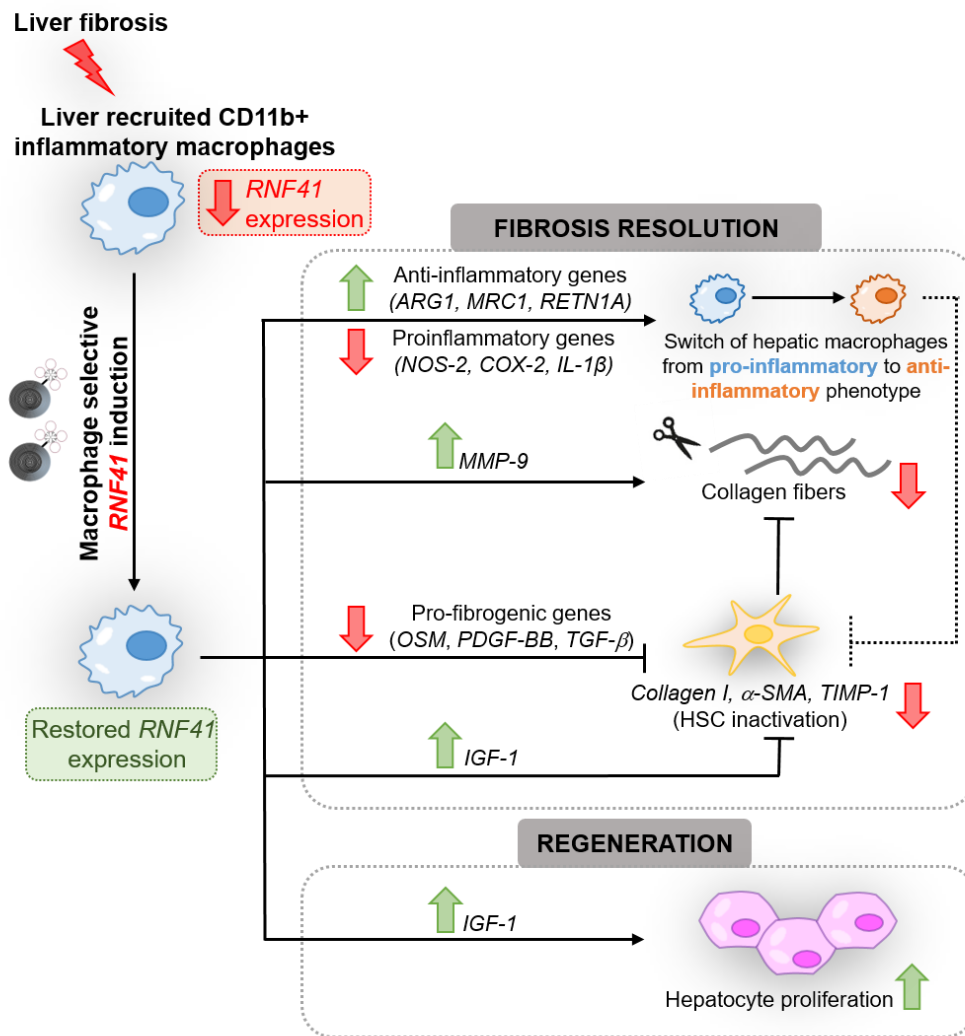 Liver fibrosis
Liver recruited CD11b+
inflammatory macrophages
RNF41
expression
Macrophage selective
RNF41 induction
Restored RNF41
expression
FIBROSIS RESOLUTION
Anti-inflammatory genes
(ARG1, MRC1, RETN1A)
Proinflammatory genes
(NOS-2, COX-2, IL-1β)
Switch of hepatic macrophages
from pro-inflammatory to anti-
inflammatory phenotype
MMP-9
Collagen fibers
Pro-fibrogenic genes
(OSM, PDGF-BB, TGF-β)
Collagen I, α-SMA, TIMP-1
(HSC inactivation)
IGF-1
REGENERATION
IGF-1
Hepatocyte proliferation